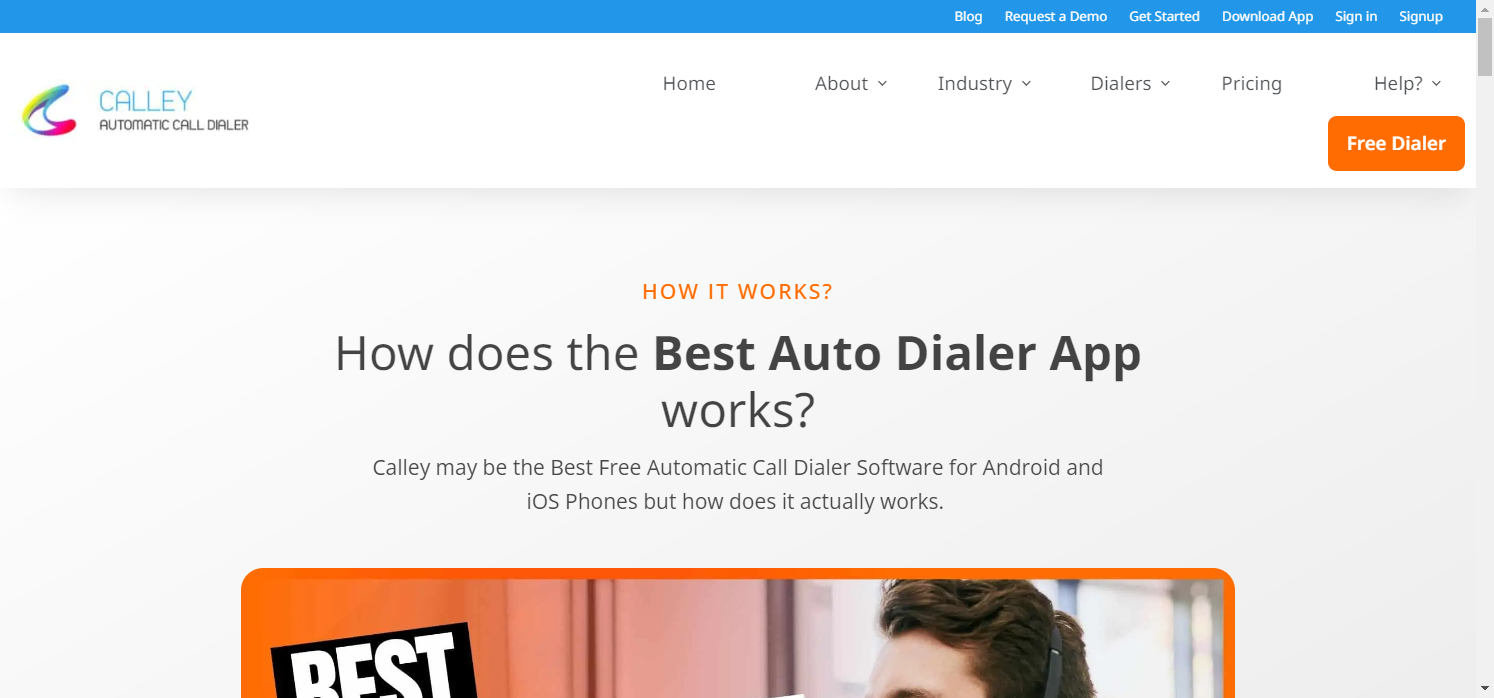 Blog Request a Demo Get Started Download App Sign in Signup
Home About Industry Dialers Pricing Help?
CALLEY
AUTOMATIC CALL DIALER
Free Dialer
HOW IT WORKS?
How does the Best Auto Dialer App
works?
Calley may be the Best Free Automatic Call Dialer Software for Android and
iOS Phones but how does it actually works.
BEST